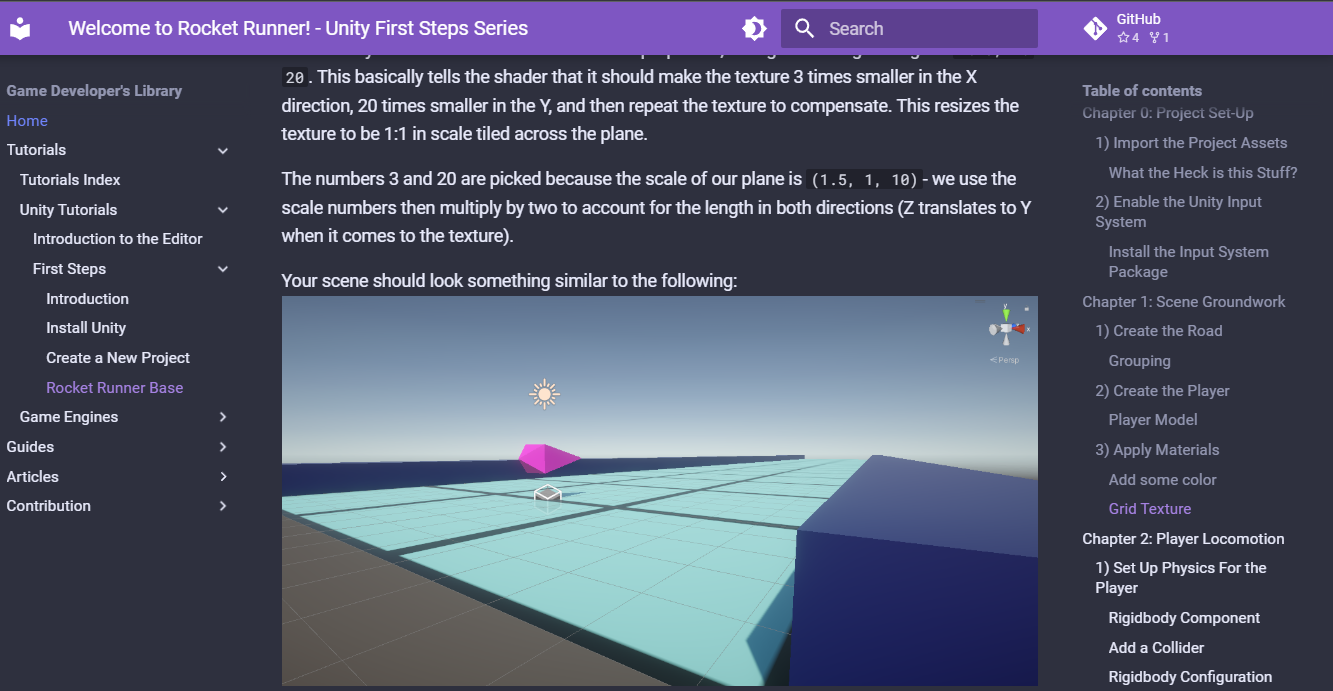 Welcome to Rocket Runner! - Unity First Steps Series
Search
GitHub
4 1
Game Developer's Library
Home
Tutorials
Tutorials Index
Unity Tutorials
Introduction to the Editor
First Steps
Introduction
Install Unity
Create a New Project
Rocket Runner Base
Game Engines
Guides
Articles
Contribution
20 . This basically tells the shader that it should make the texture 3 times smaller in the X
direction, 20 times smaller in the Y, and then repeat the texture to compensate. This resizes the
texture to be 1:1 in scale tiled across the plane.
The numbers 3 and 20 are picked because the scale of our plane is (1.5, 1, 10) - we use the
scale numbers then multiply by two to account for the length in both directions (Z translates to Y
when it comes to the texture).
Your scene should look something similar to the following:
y
x
Persp
Table of contents
Chapter 0: Project Set-Up
1) Import the Project Assets
What the Heck is this Stuff?
2) Enable the Unity Input
System
Install the Input System
Package
Chapter 1: Scene Groundwork
1) Create the Road
Grouping
2) Create the Player
Player Model
3) Apply Materials
Add some color
Grid Texture
Chapter 2: Player Locomotion
1) Set Up Physics For the
Player
Rigidbody Component
Add a Collider
Rigidbody Configuration